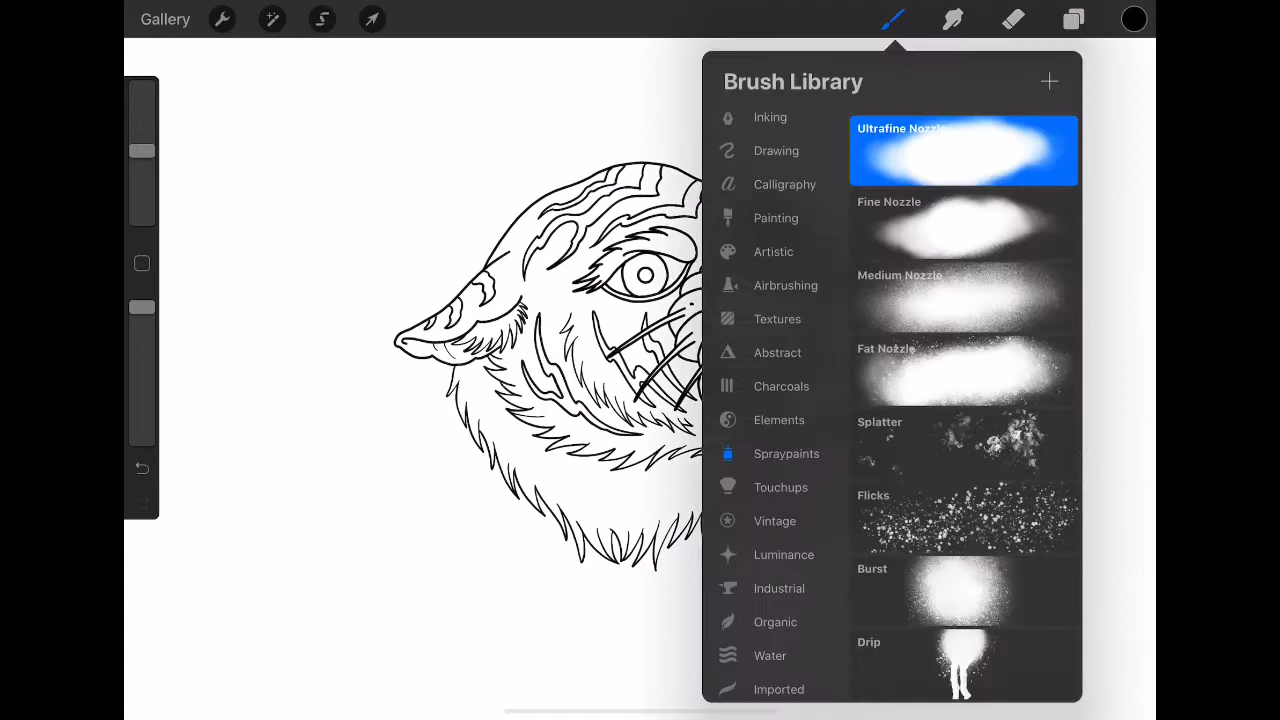 Gallery
Brush Library
Inking
Drawing
Calligraphy
Painting
Artistic
Airbrushing
Textures
Abstract
Charcoals
Elements
Spraypaints
Touchups
Vintage
Luminance
Industrial
Organic
Water
Imported
Ultrafine Nozzle
Fine Nozzle
Medium Nozzle
Fat Nozzle
Splatter
Flicks
Burst
Drip